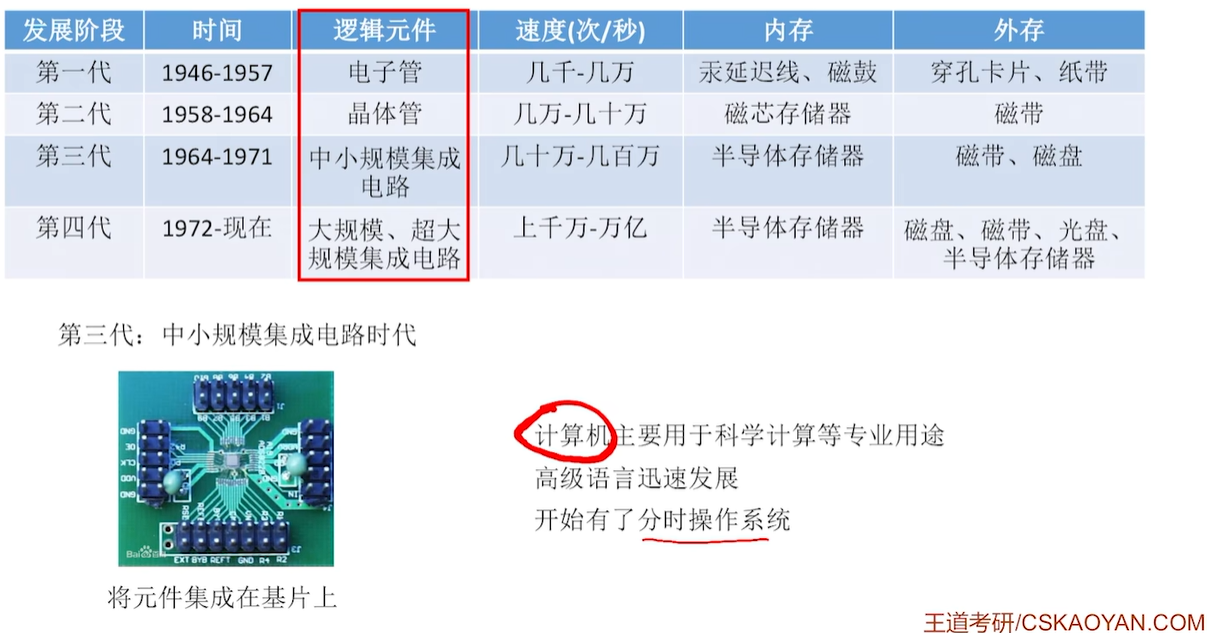 发展阶段 时间 逻辑元件 速度(次/秒) 内存 外存
第一代 1946-1957 电子管 几千-几万 汞延迟线、磁鼓 穿孔卡片、纸带
第二代 1958-1964 晶体管 几万-几十万 磁芯存储器 磁带
第三代 1964-1971 中小规模集成 几十万-几百万 半导体存储器 磁带、磁盘
电路
第四代 1972-现在 大规模、超大 上千万-万亿 半导体存储器 磁盘、磁带、光盘、
规模集成电路 半导体存储器
第三代：中小规模集成电路时代
计算机主要用于科学计算等专业用途
高级语言迅速发展
开始有了分时操作系统
GND
OE
CLK
VDD
GND
EXT BYB REFT GND R4 R2
将元件集成在基片上
王道考研/CSKAOYAN.COM